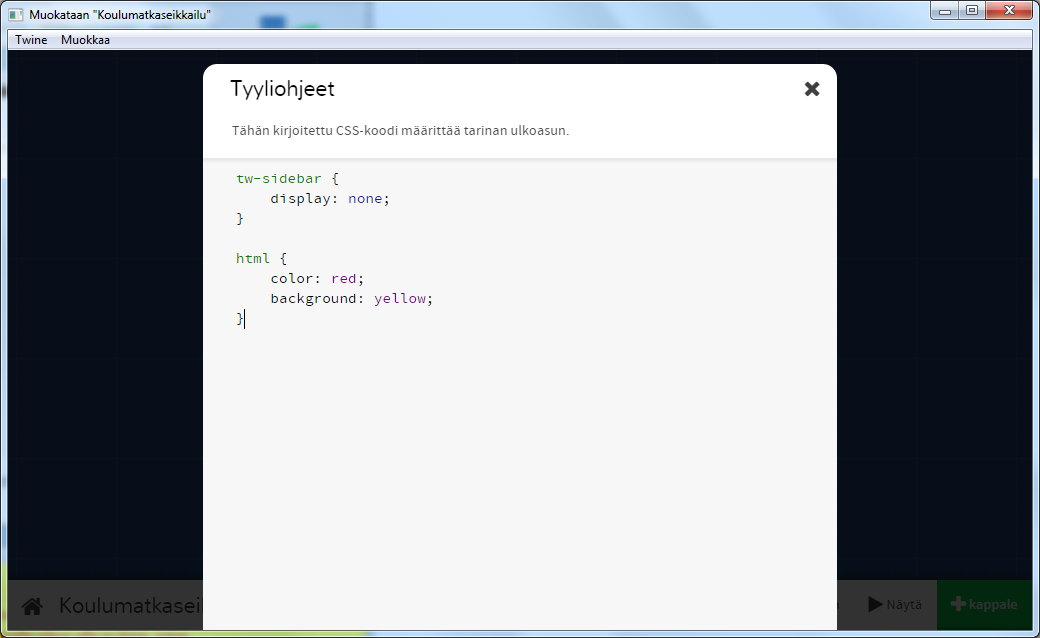 Muokataan "Koulumatkaseikkailu"
Twine Muokkaa
Tyyliohjeet
Tähän kirjoitettu CSS-koodi määrittää tarinan ulkoasun.
tw-sidebar {
    display: none;
}
html {
    color: red;
    background: yellow;
}
Koulumatkasei
Näytä
kappale